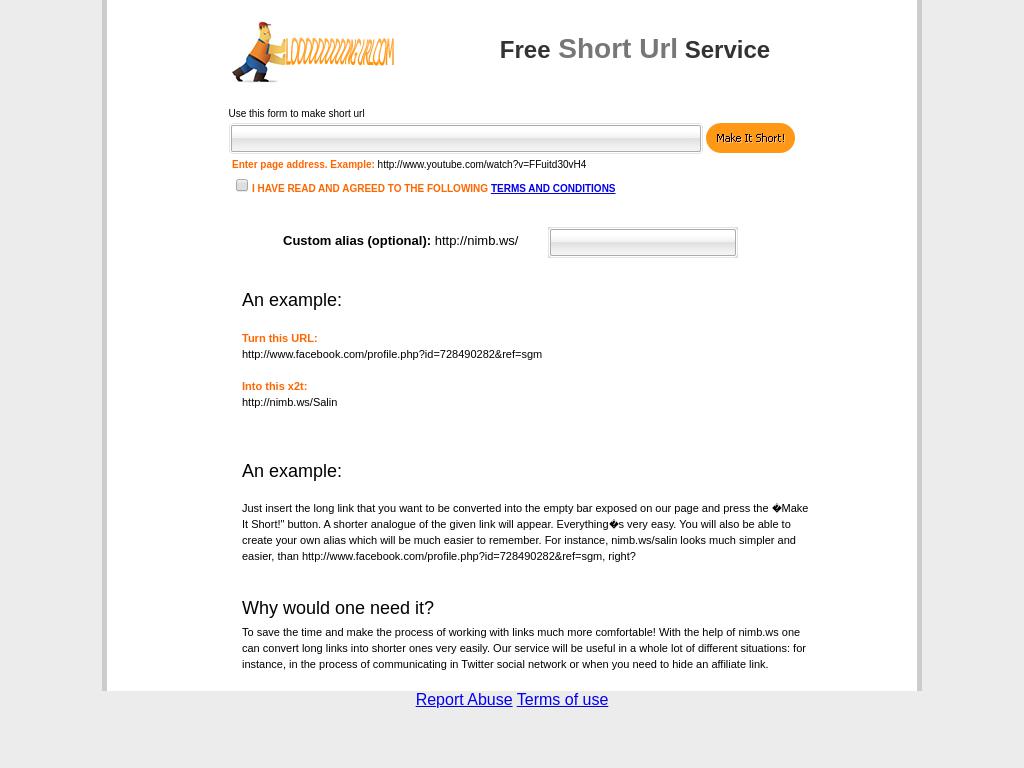 LOOOOOOOONGURL.COM
Free Short Url Service
Use this form to make short url
Make It Short!
Enter page address. Example: http://www.youtube.com/watch?v=FFuitd30vH4
I HAVE READ AND AGREED TO THE FOLLOWING TERMS AND CONDITIONS
Custom alias (optional): http://nimb.ws/
An example:
Turn this URL:
http://www.facebook.com/profile.php?id=728490282&ref=sgm
Into this x2t:
http://nimb.ws/Salin
An example:
Just insert the long link that you want to be converted into the empty bar exposed on our page and press the �Make
It Short!" button. A shorter analogue of the given link will appear. Everything�s very easy. You will also be able to
create your own alias which will be much easier to remember. For instance, nimb.ws/salin looks much simpler and
easier, than http://www.facebook.com/profile.php?id=728490282&ref=sgm, right?
Why would one need it?
To save the time and make the process of working with links much more comfortable! With the help of nimb.ws one
can convert long links into shorter ones very easily. Our service will be useful in a whole lot of different situations: for
instance, in the process of communicating in Twitter social network or when you need to hide an affiliate link.
Report Abuse Terms of use